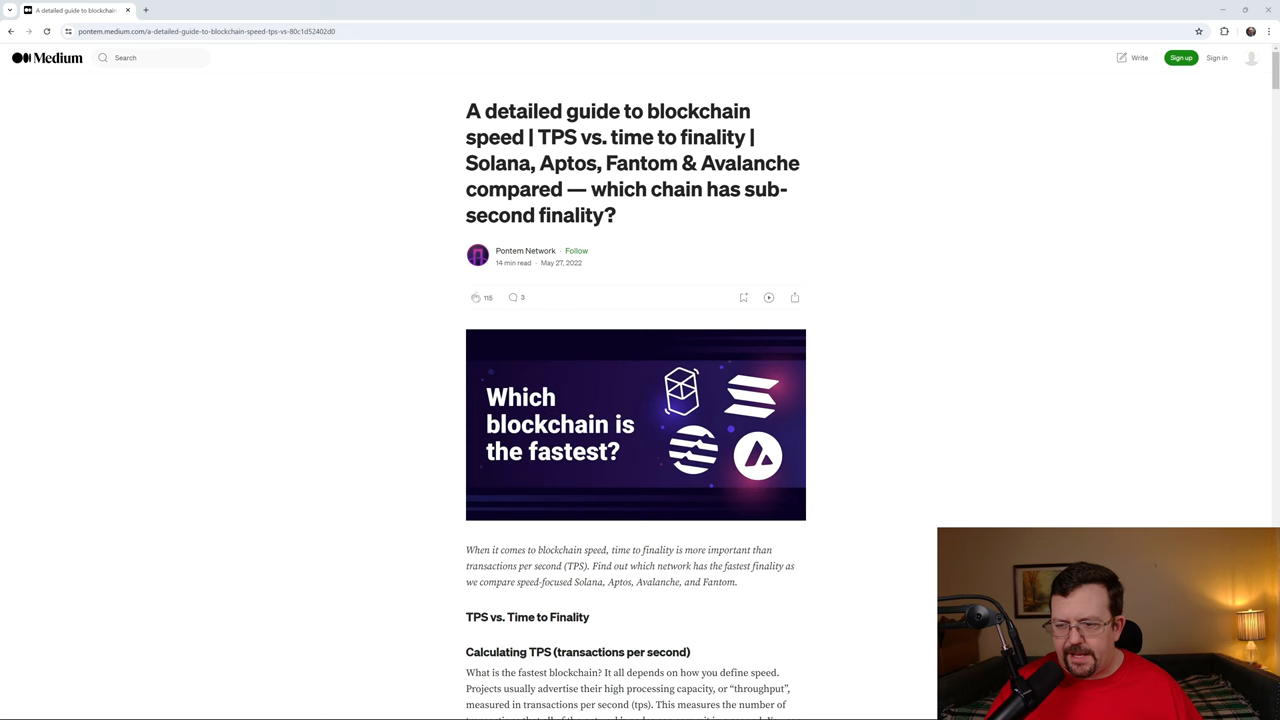 A detailed guide to blockchain
pontem.medium.com/a-detailed-guide-to-blockchain-speed-tps-vs-80c1d52402d0
Medium
Search
Write
Sign up
Sign in
A detailed guide to blockchain
speed | TPS vs. time to finality |
Solana, Aptos, Fantom & Avalanche
compared — which chain has sub-
second finality?
Pontem Network · Follow
14 min read · May 27, 2022
115
3
Which
blockchain is
the fastest?
When it comes to blockchain speed, time to finality is more important than
transactions per second (TPS). Find out which network has the fastest finality as
we compare speed-focused Solana, Aptos, Avalanche, and Fantom.
TPS vs. Time to Finality
Calculating TPS (transactions per second)
What is the fastest blockchain? It all depends on how you define speed.
Projects usually advertise their high processing capacity, or “throughput”,
measured in transactions per second (tps). This measures the number of